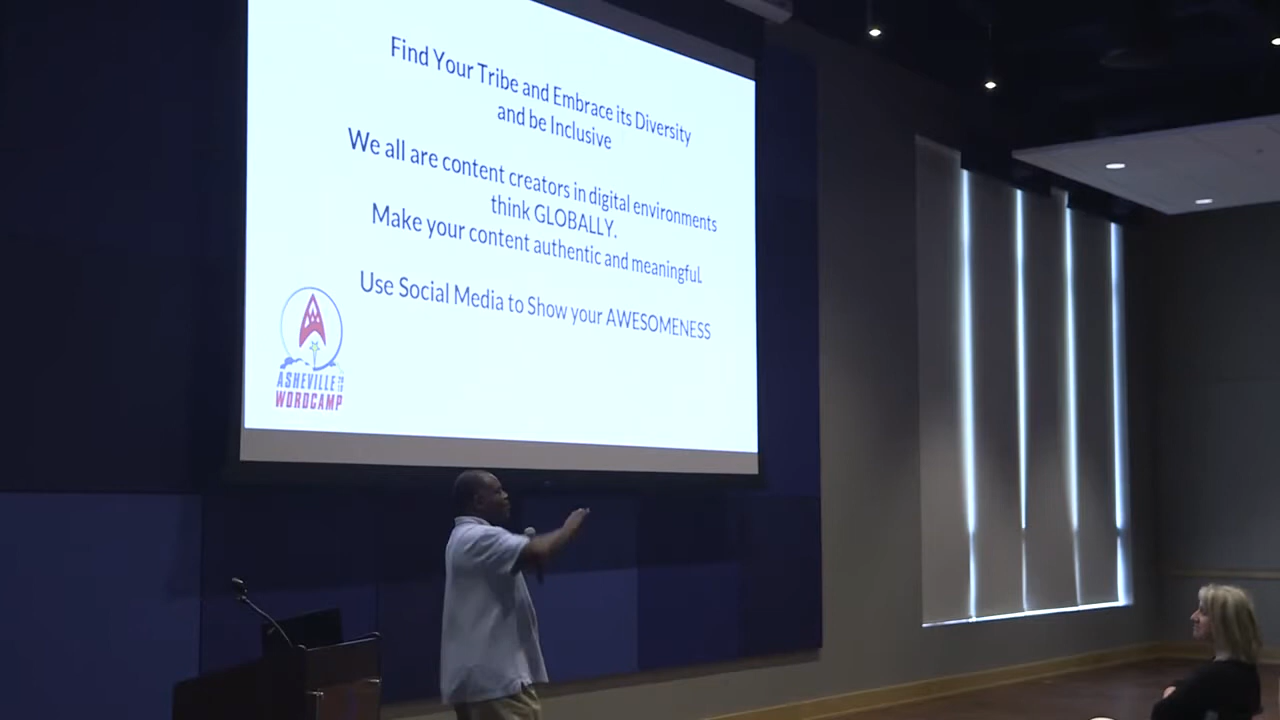 Find Your Tribe and Embrace its Diversity
and be Inclusive
We all are content creators in digital environments
think GLOBALLY.
Make your content authentic and meaningful.
Use Social Media to Show your AWESOMENESS
ASHEVILLE
WORDCAMP